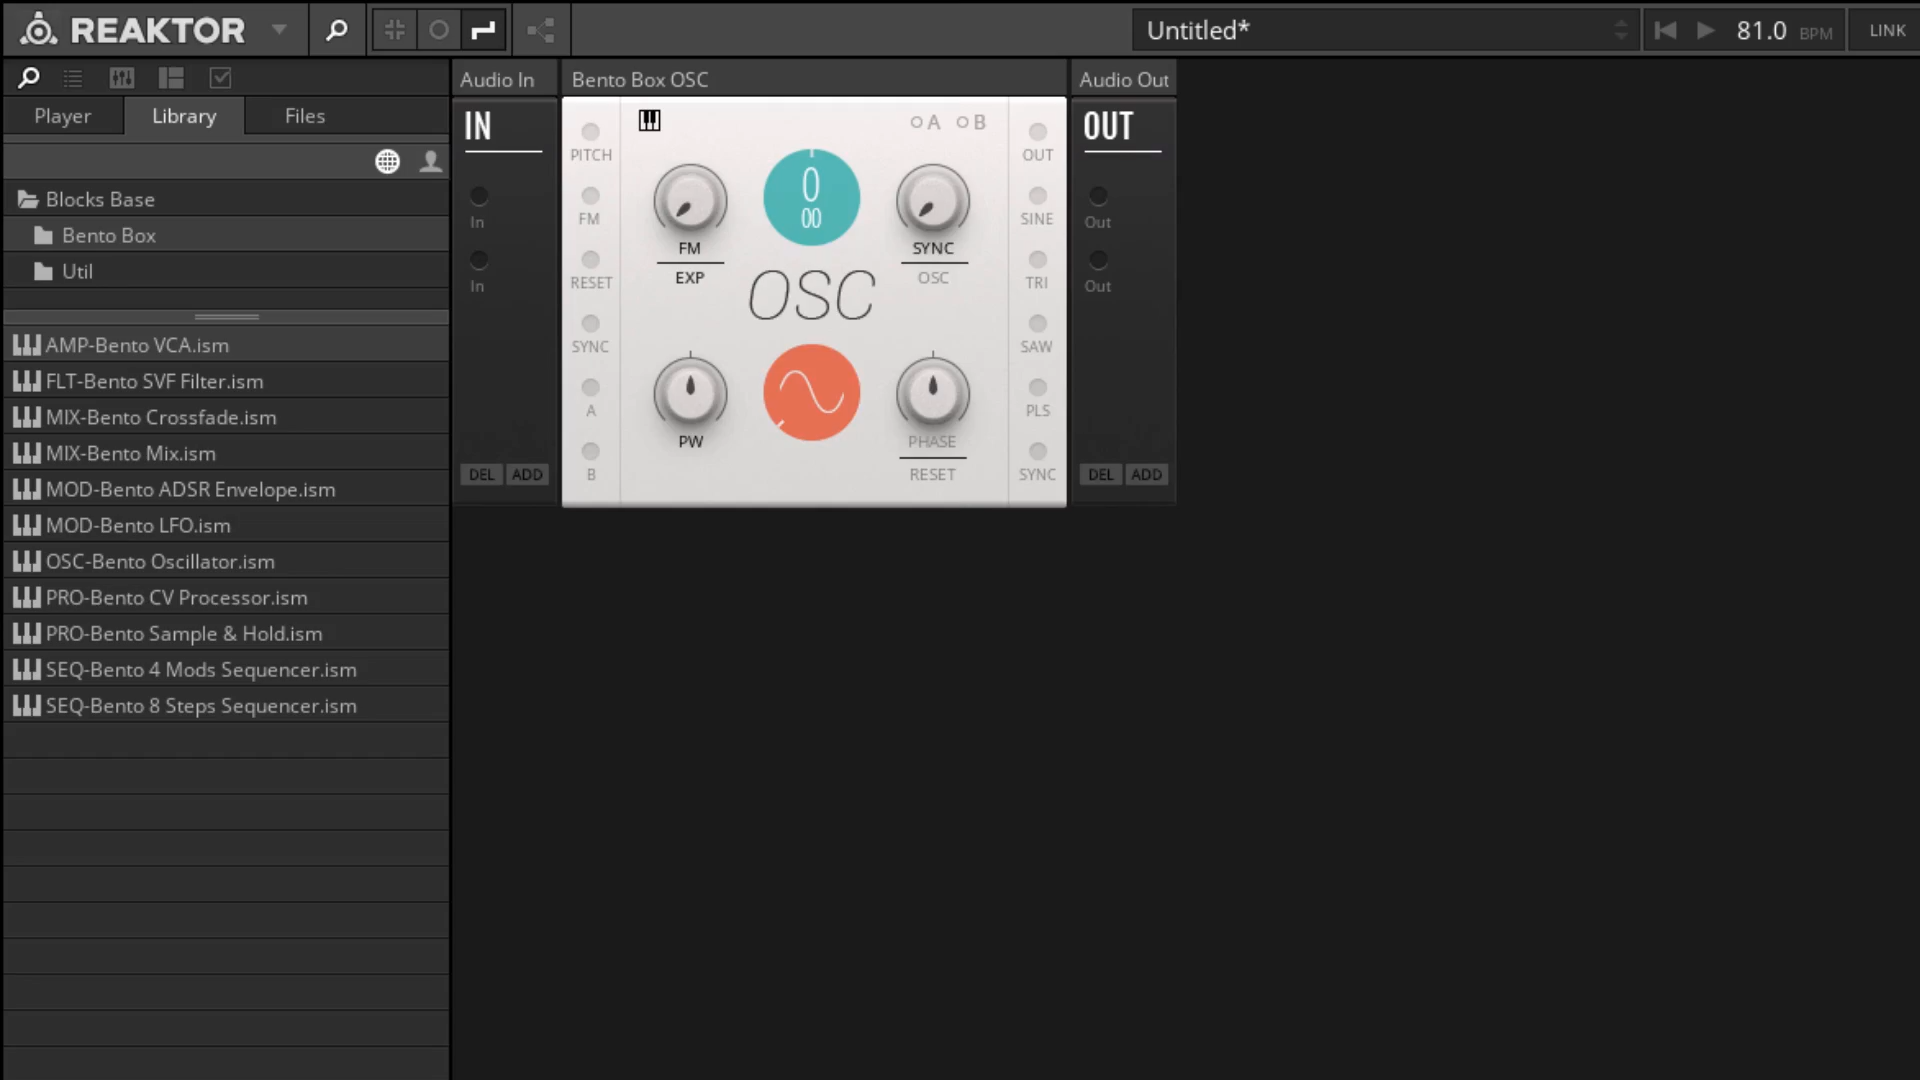 REAKTOR
Untitled*
81.0 BPM
LINK
Player Library Files
Blocks Base
Bento Box
Util
AMP-Bento VCA.ism
FLT-Bento SVF Filter.ism
MIX-Bento Crossfade.ism
MIX-Bento Mix.ism
MOD-Bento ADSR Envelope.ism
MOD-Bento LFO.ism
OSC-Bento Oscillator.ism
PRO-Bento CV Processor.ism
PRO-Bento Sample & Hold.ism
SEQ-Bento 4 Mods Sequencer.ism
SEQ-Bento 8 Steps Sequencer.ism
Audio In
IN
In
In
DEL ADD
Bento Box OSC
PITCH
FM
RESET
SYNC
A
B
A B
0
00
FM
EXP
SYNC
OSC
OSC
PW
PHASE
RESET
OUT
SINE
TRI
SAW
PLS
SYNC
Audio Out
OUT
Out
Out
DEL ADD